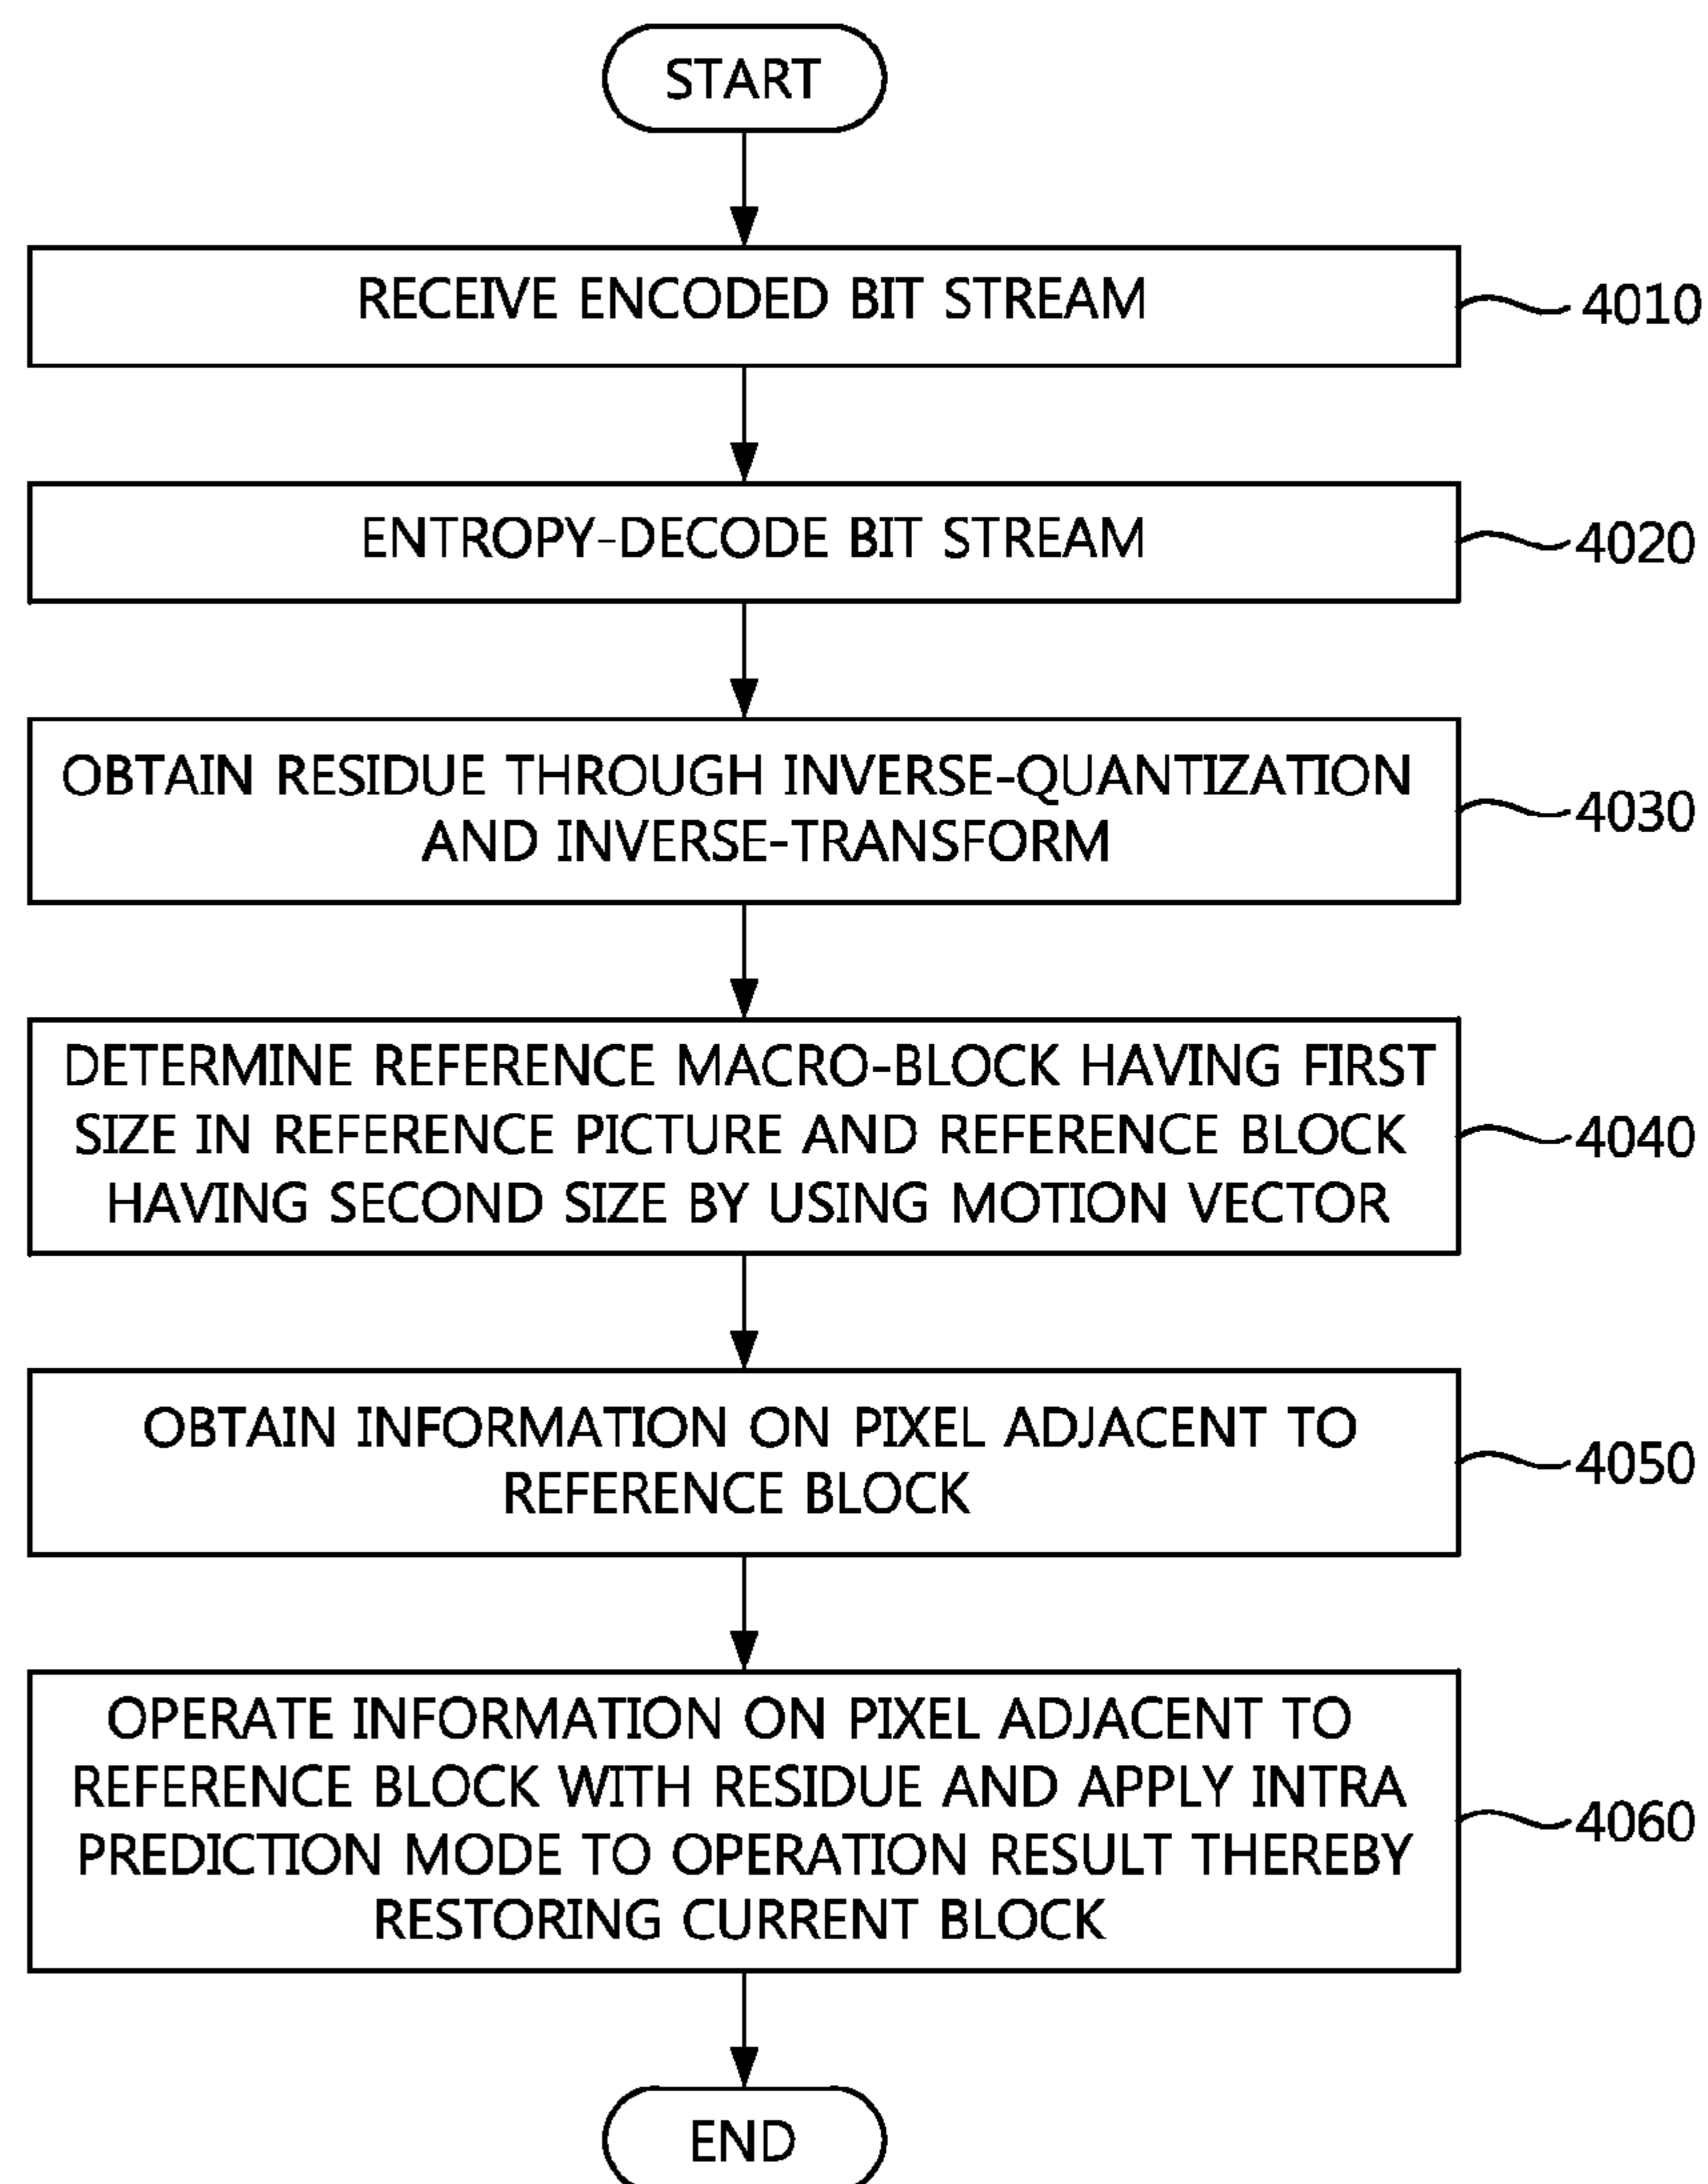 START
RECEIVE ENCODED BIT STREAM
4010
ENTROPY-DECODE BIT STREAM
4020
OBTAIN RESIDUE THROUGH INVERSE-QUANTIZATION
AND INVERSE-TRANSFORM
4030
DETERMINE REFERENCE MACRO-BLOCK HAVING FIRST
SIZE IN REFERENCE PICTURE AND REFERENCE BLOCK
HAVING SECOND SIZE BY USING MOTION VECTOR
4040
OBTAIN INFORMATION ON PIXEL ADJACENT TO
REFERENCE BLOCK
4050
OPERATE INFORMATION ON PIXEL ADJACENT TO
REFERENCE BLOCK WITH RESIDUE AND APPLY INTRA
PREDICTION MODE TO OPERATION RESULT THEREBY
RESTORING CURRENT BLOCK
4060
END